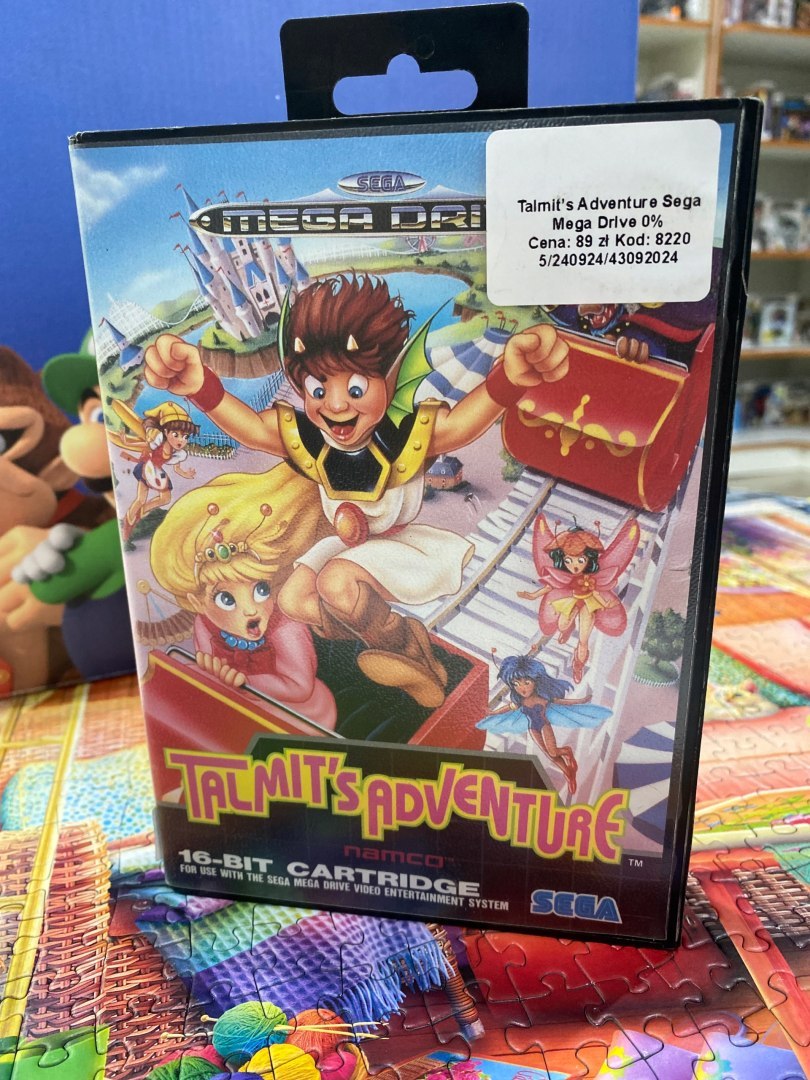 SEGA
MEGA DRI
Talmit's Adventure Sega
Mega Drive 0%
Cena: 89 zł Kod: 8220
5/240924/43092024
TALMIT'S ADVENTURE
TM
namco
16-BIT CARTRIDGE
FOR USE WITH THE SEGA MEGA DRIVE VIDEO ENTERTAINMENT SYSTEM
SEGA